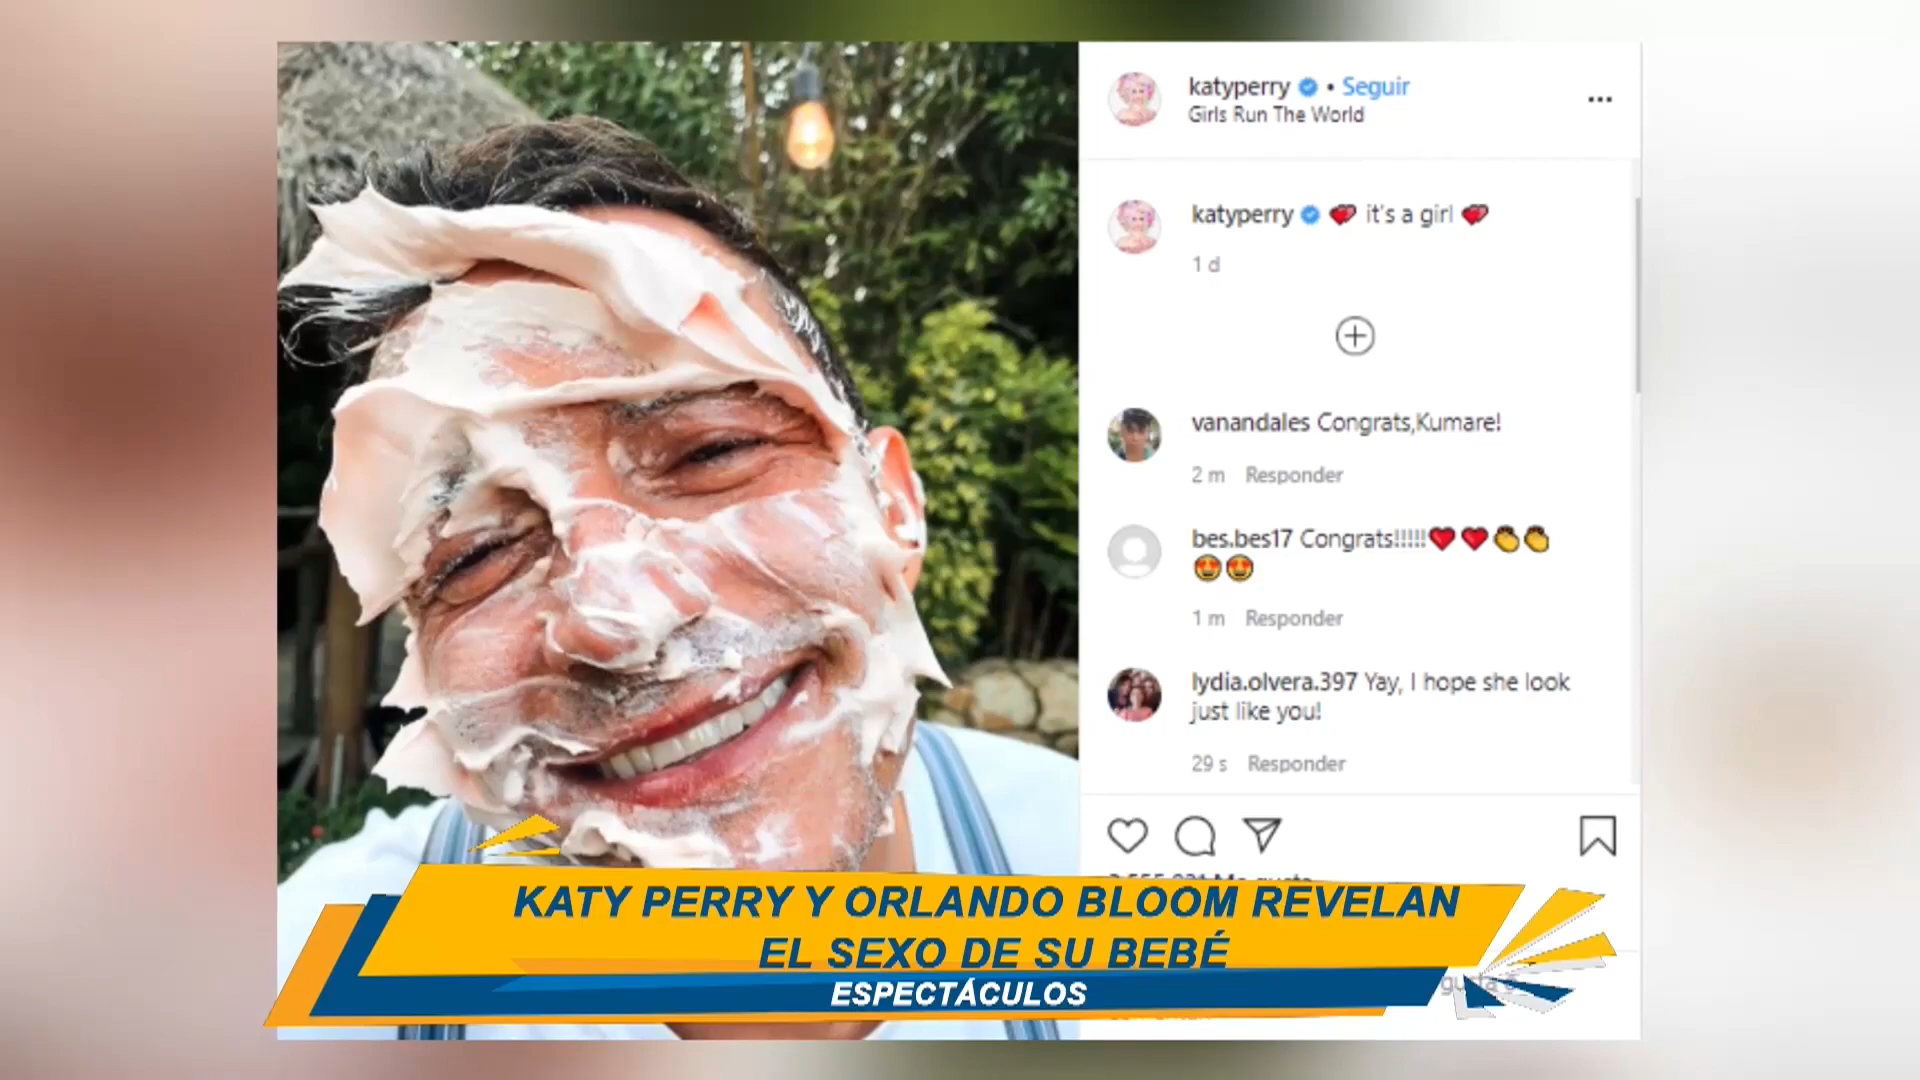 katyperry • Seguir
Girls Run The World
katyperry it's a girl
1 d
vanandales Congrats,Kumare!
2 m Responder
bes.bes17 Congrats!!!!!
1 m Responder
lydia.olvera.397 Yay, I hope she look
just like you!
29 s Responder
KATY PERRY Y ORLANDO BLOOM REVELAN
EL SEXO DE SU BEBÉ
ESPECTÁCULOS